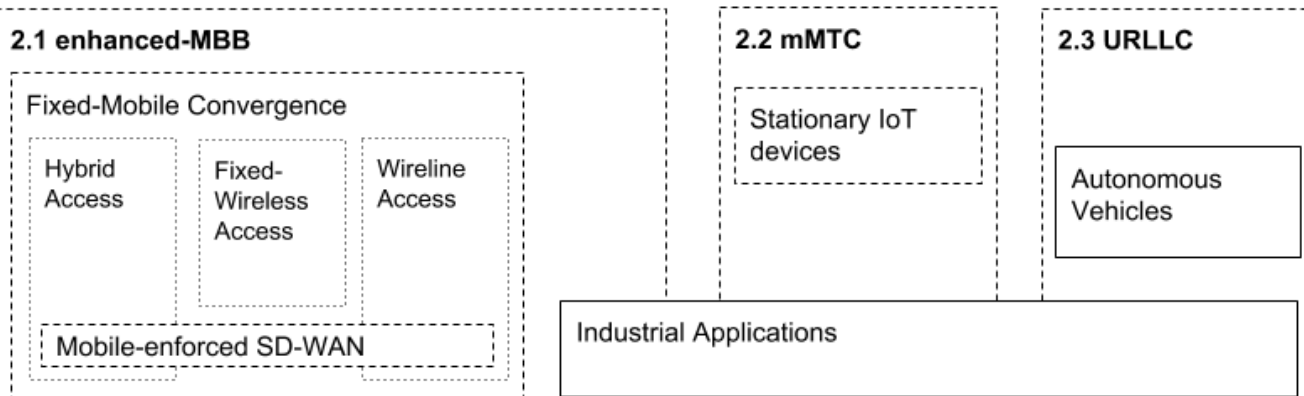 2.1 enhanced-MBB
Fixed-Mobile Convergence
Hybrid
Access
Fixed-
Wireless
Access
Wireline
Access
Mobile-enforced SD-WAN
2.2 mMTC
Stationary IoT
devices
2.3 URLLC
Autonomous
Vehicles
Industrial Applications